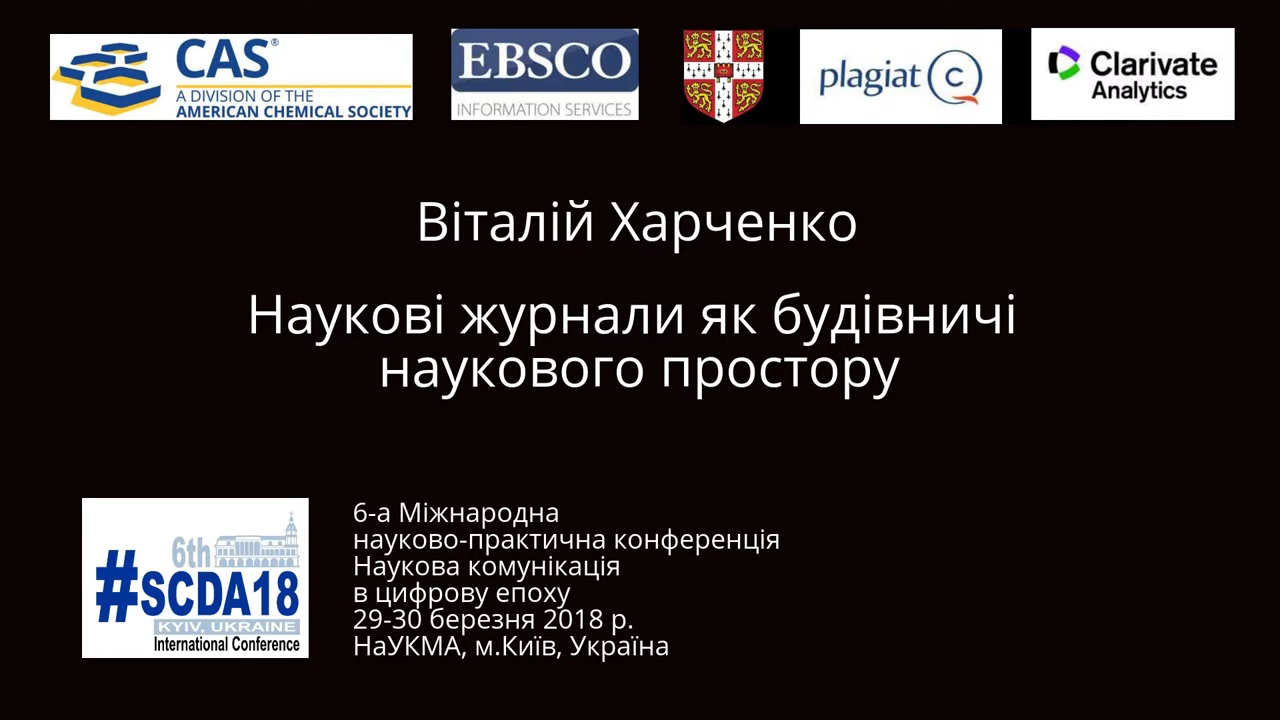 CAS®
A DIVISION OF THE
AMERICAN CHEMICAL SOCIETY
EBSCO
INFORMATION SERVICES
plagiat c
Clarivate
Analytics
Віталій Харченко
Наукові журнали як будівничі
наукового простору
6th
#SCDA18
KYIV, UKRAINE
International Conference
6-а Міжнародна
науково-практична конференція
Наукова комунікація
в цифрову епоху
29-30 березня 2018 р.
НаУКМА, м.Київ, Україна